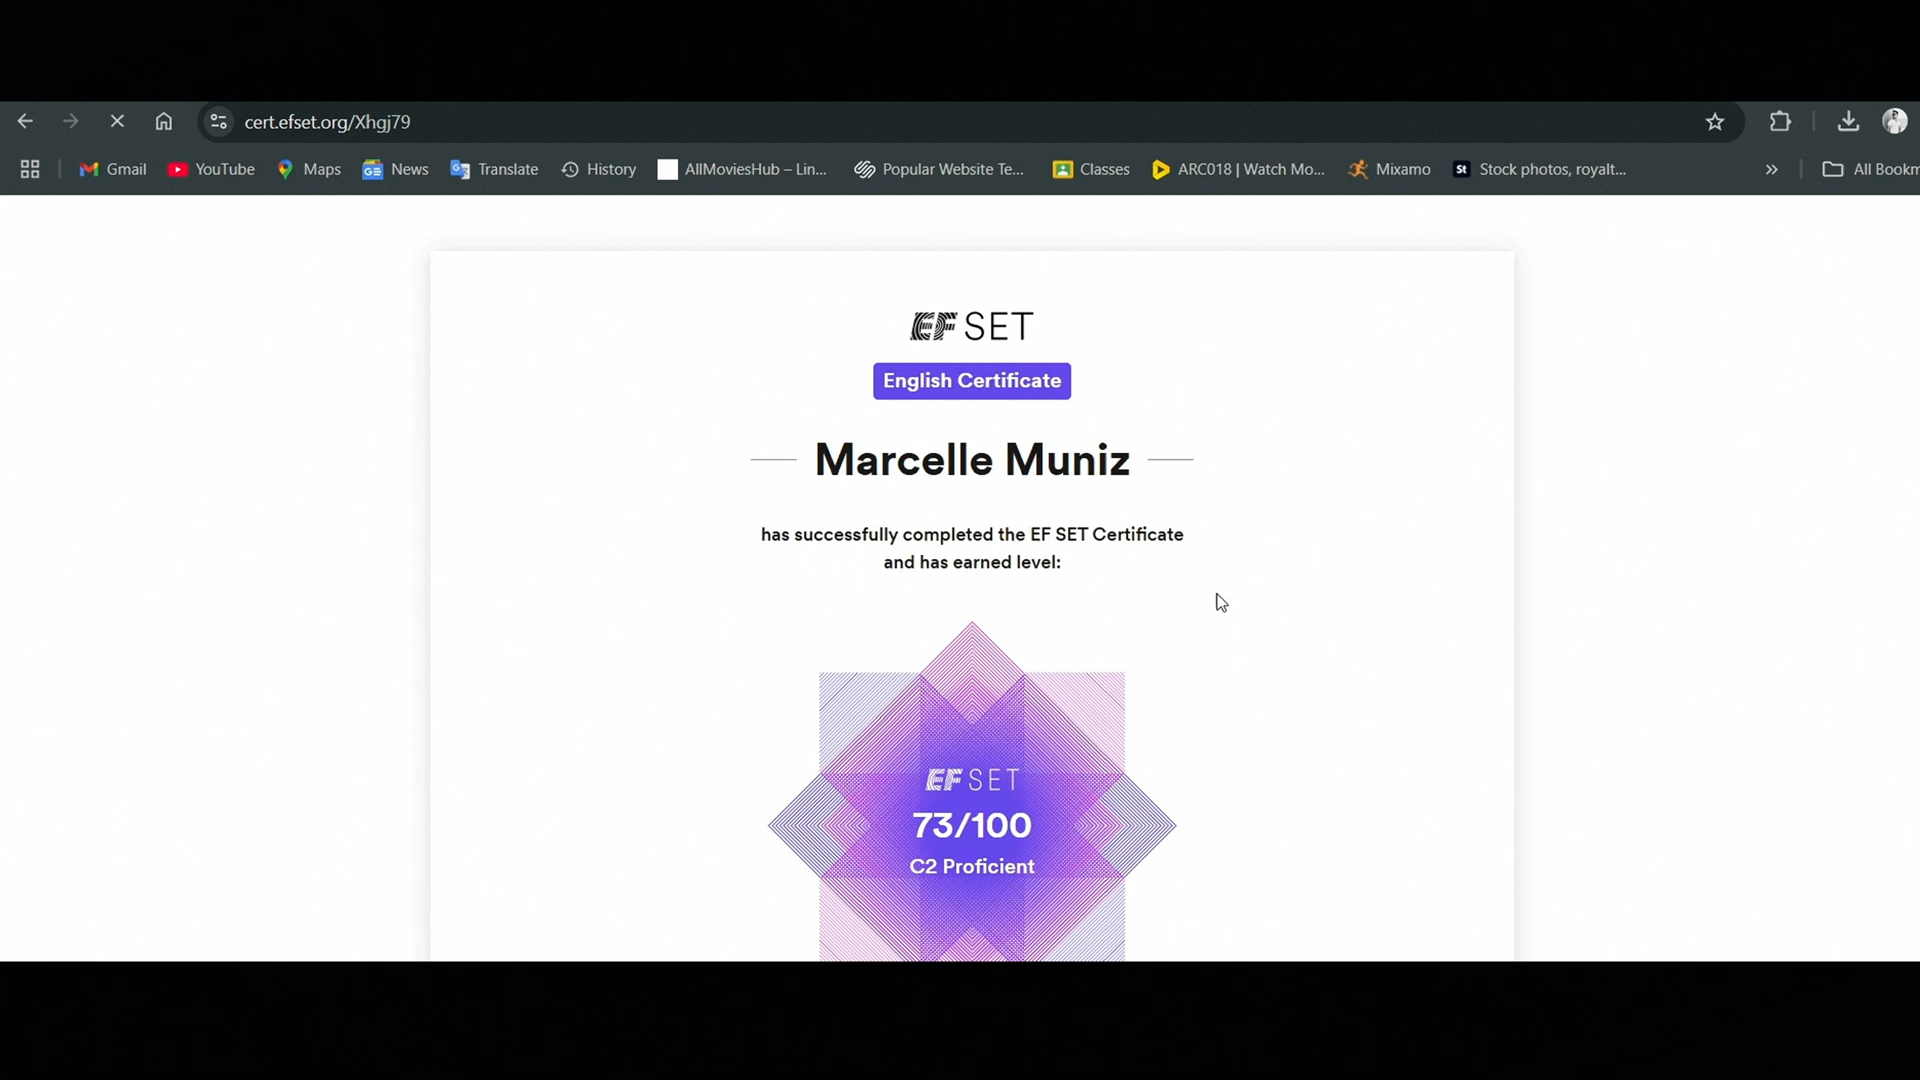 cert.efset.org/Xhgj79
Gmail YouTube Maps News Translate History AllMoviesHub – Lin... Popular Website Te... Classes ARC018 | Watch Mo... Mixamo St Stock photos, royalt... » All Bookm
EF SET
English Certificate
Marcelle Muniz
has successfully completed the EF SET Certificate
and has earned level:
EF SET
73/100
C2 Proficient